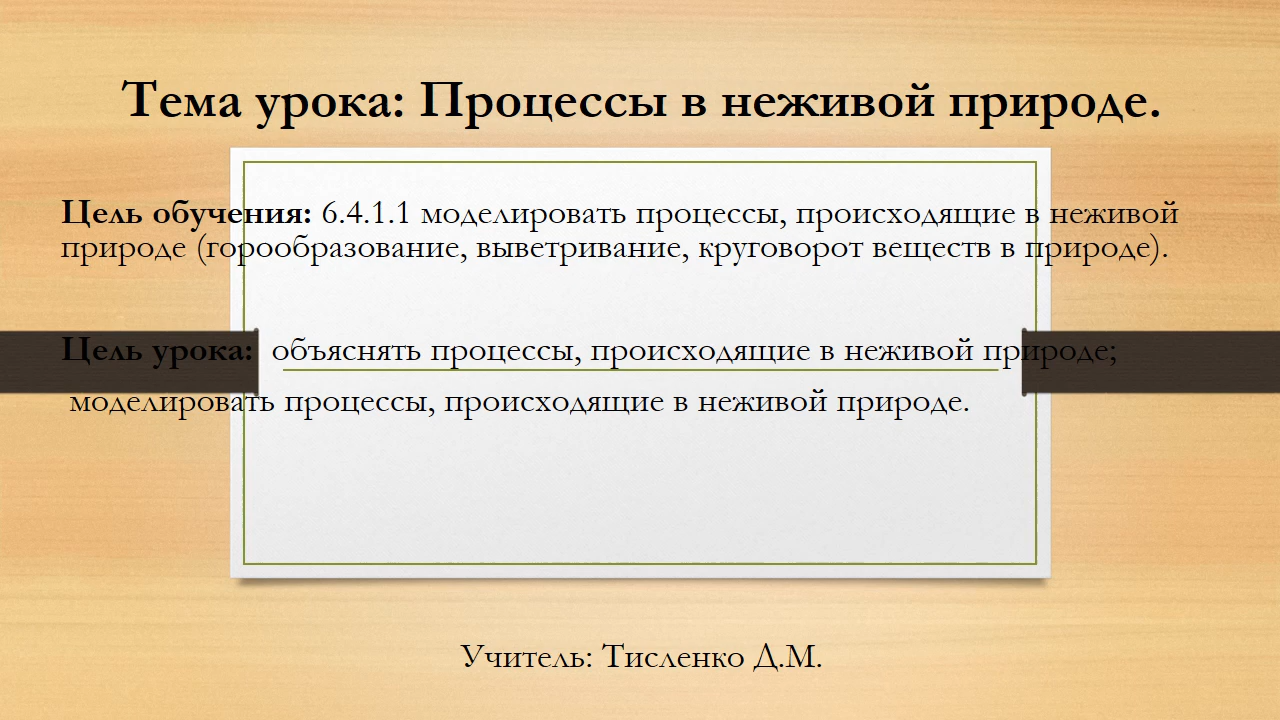 Тема урока: Процессы в неживой природе.
Цель обучения: 6.4.1.1 моделировать процессы, происходящие в неживой
природе (горообразование, выветривание, круговорот веществ в природе).
Цель урока: объяснять процессы, происходящие в неживой природе;
моделировать процессы, происходящие в неживой природе.
Учитель: Тисленко Д.М.